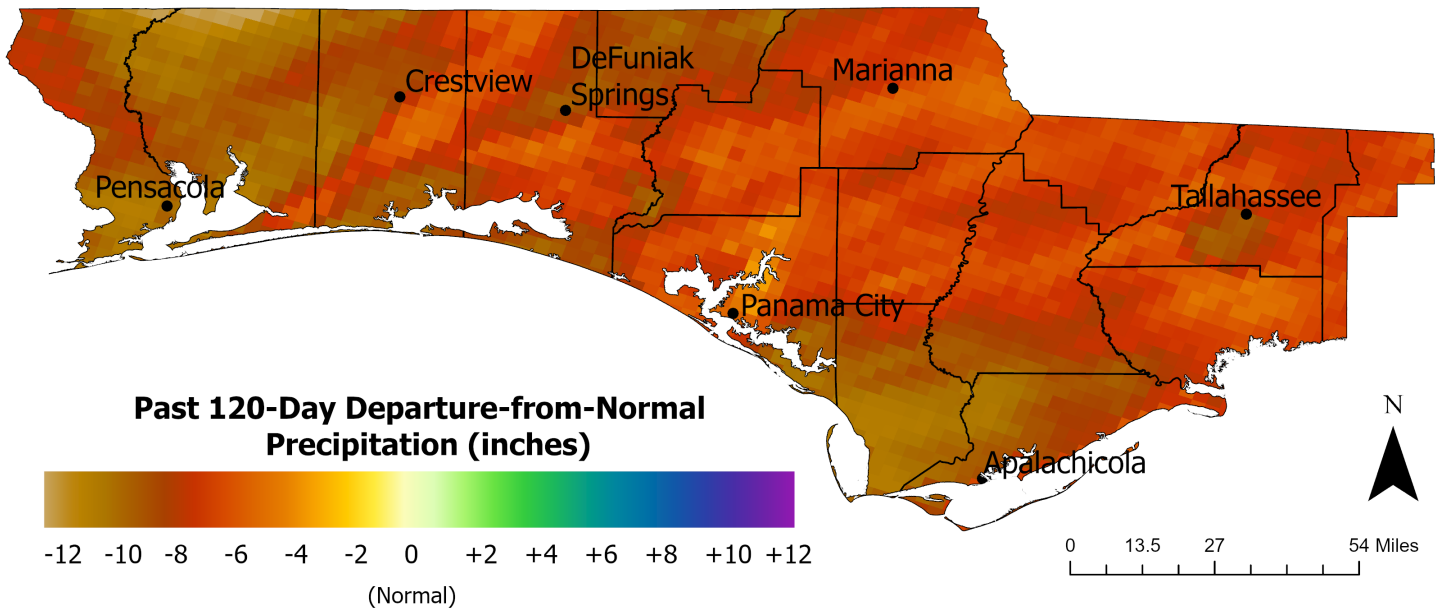 DeFuniak
Springs
Crestview
Marianna
Pensacola
Tallahassee
Panama City
Apalachicola
Past 120-Day Departure-from-Normal
Precipitation (inches)
-12 -10 -8 -6 -4 -2 0 +2 +4 +6 +8 +10 +12
(Normal)
N
0 13.5 27 54 Miles